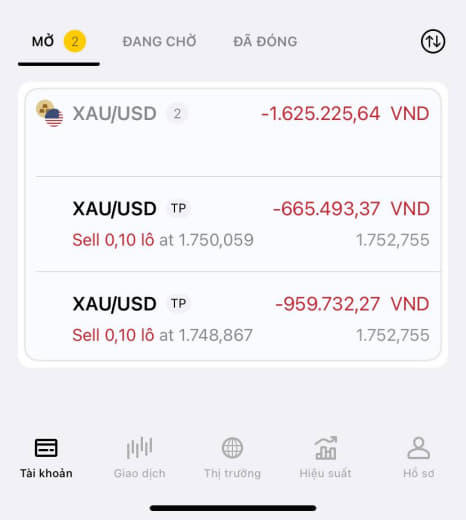 MỞ 2 ĐANG CHỜ ĐÃ ĐÓNG
XAU/USD 2 -1.625.225,64 VND
XAU/USD TP -665.493,37 VND
Sell 0,10 lô at 1.750,059 1.752,755
XAU/USD TP -959.732,27 VND
Sell 0,10 lô at 1.748,867 1.752,755
Tài khoản Giao dịch Thị trường Hiệu suất Hồ sơ